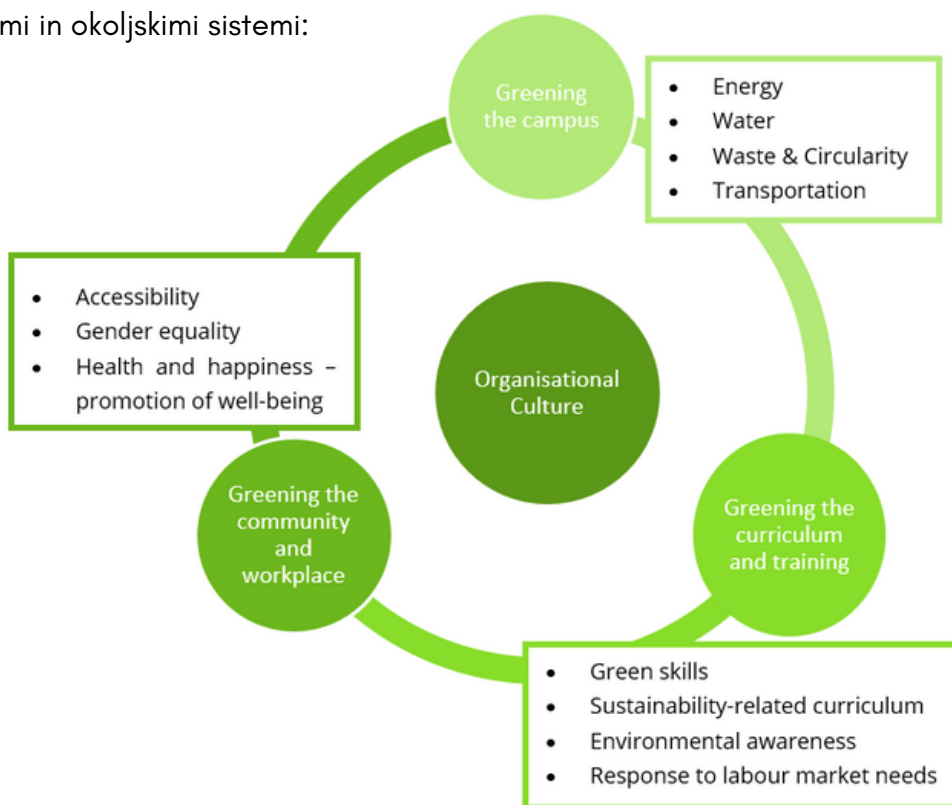 mi in okoljskimi sistemi:
Greening
the campus
• Energy
• Water
• Waste & Circularity
• Transportation
• Accessibility
• Gender equality
• Health and happiness –
promotion of well-being
Organisational
Culture
Greening the
community
and
workplace
Greening the
curriculum
and training
• Green skills
• Sustainability-related curriculum
• Environmental awareness
• Response to labour market needs